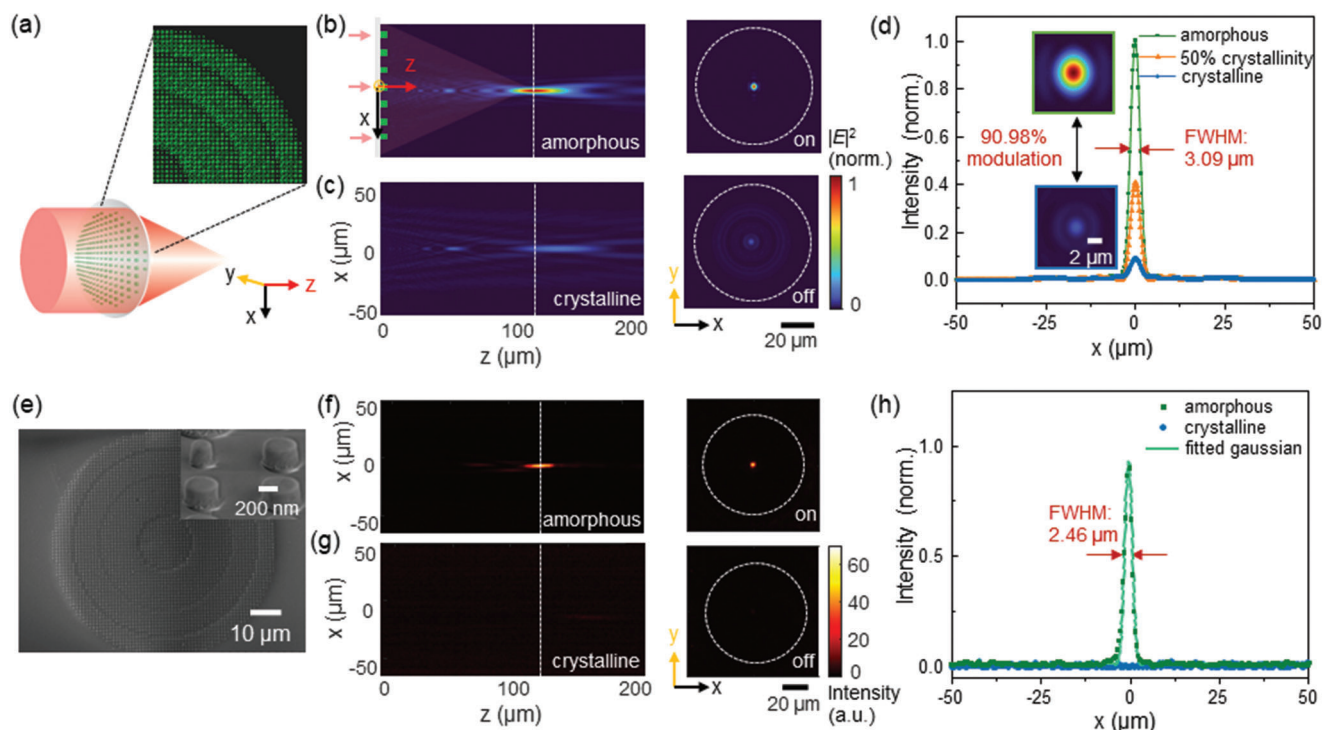 (a)
y
z
x
(b)
z
x
amorphous
on
|E|²
(norm.)
1
0
(c)
50
0
-50
x (µm)
crystalline
0
100
200
z (µm)
off
y
x
20 µm
(d)
1.0
0.8
0.6
0.4
0.2
0.0
Intensity (norm.)
amorphous
50% crystallinity
crystalline
90.98%
modulation
FWHM:
3.09 µm
2 µm
-50
-25
0
25
50
x (µm)
(e)
200 nm
10 µm
(f)
50
0
-50
x (µm)
amorphous
on
(g)
50
0
-50
x (µm)
crystalline
0
100
200
z (µm)
off
y
x
20 µm
60
40
20
0
Intensity
(a.u.)
(h)
1.0
0.5
0.0
Intensity (norm.)
amorphous
crystalline
fitted gaussian
FWHM:
2.46 µm
-50
-25
0
25
50
x (µm)